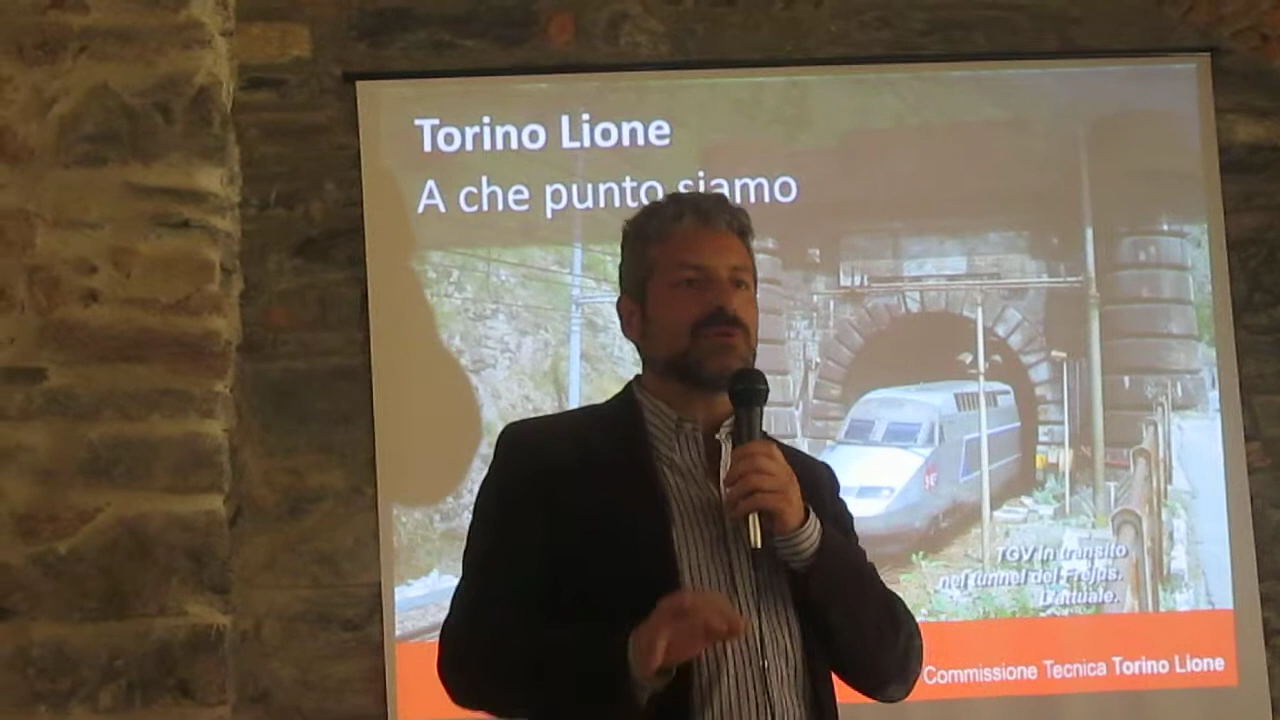 Torino Lione
A che punto siamo
TGV in transito
nel tunnel del Frejus.
L'attuale.
Commissione Tecnica Torino Lione